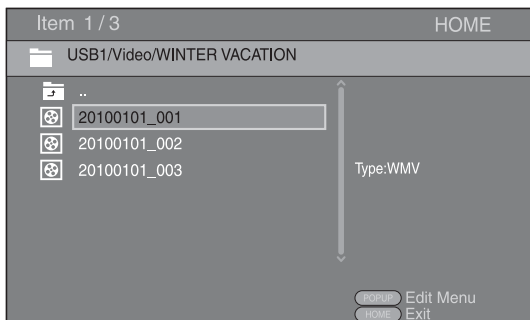 Item 1/3 HOME
USB1/Video/WINTER VACATION
..
20100101_001
20100101_002
20100101_003
Type:WMV
POPUP Edit Menu
HOME Exit